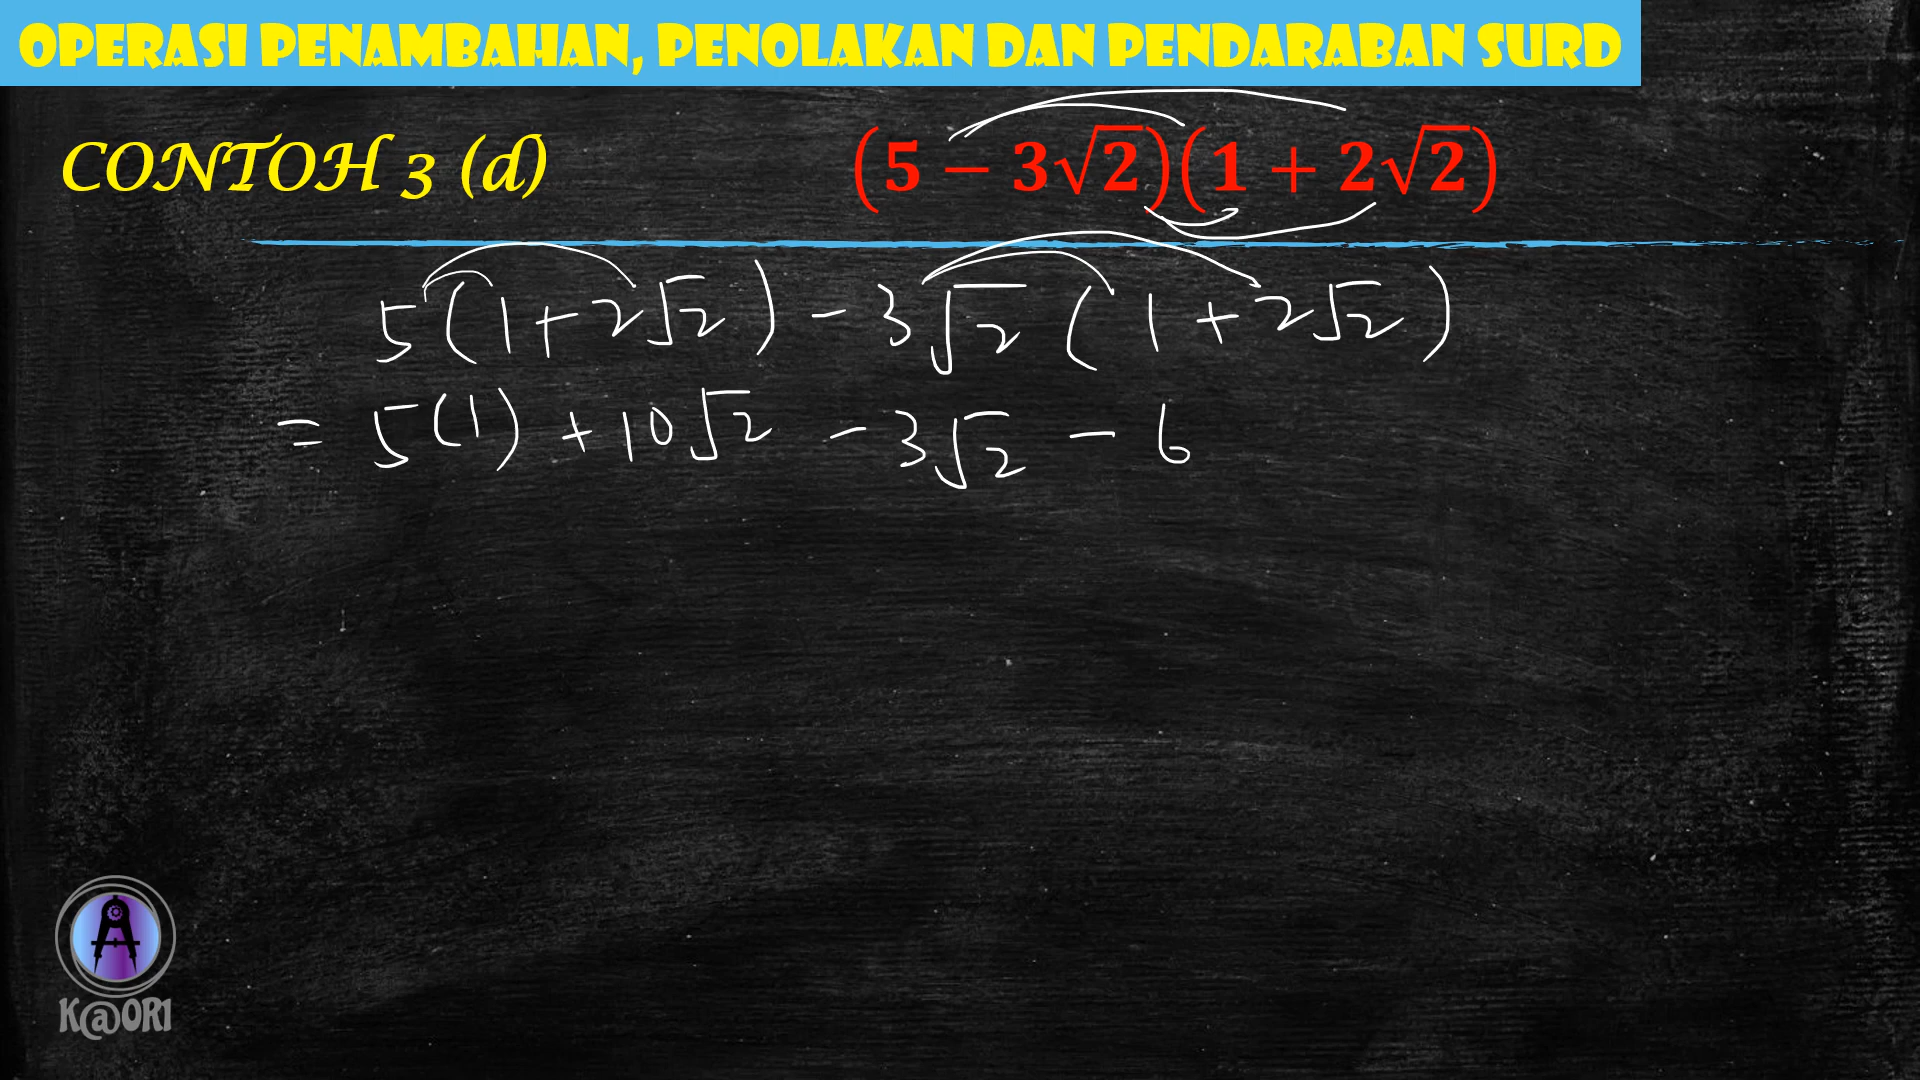 OPERASI PENAMBAHAN, PENOLAKAN DAN PENDARABAN SURD
CONTOH 3 (d)
(5 − 3√2)(1 + 2√2)
5(1+2√2) − 3√2(1+2√2)
= 5(1) + 10√2 − 3√2 − 6
K@ORI